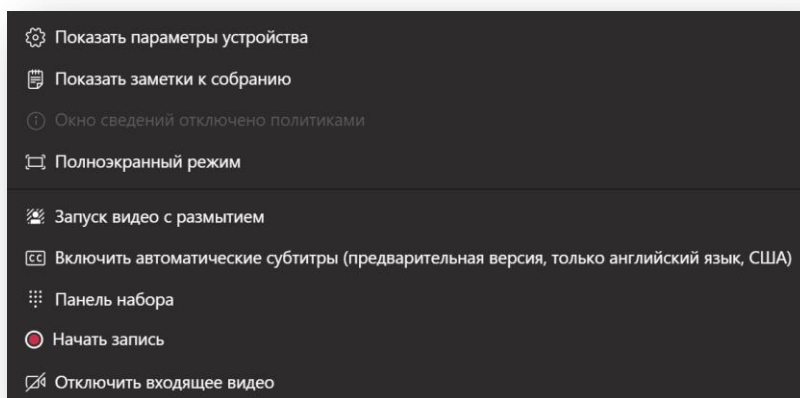 Показать параметры устройства
Показать заметки к собранию
Окно сведений отключено политиками
Полноэкранный режим
Запуск видео с размытием
CC Включить автоматические субтитры (предварительная версия, только английский язык, США)
Панель набора
Начать запись
Отключить входящее видео